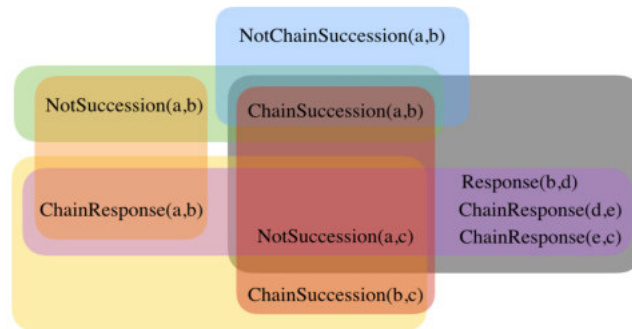 NotChainSuccession(a,b)
NotSuccession(a,b)
ChainSuccession(a,b)
Response(b,d)
ChainResponse(a,b)
ChainResponse(d,e)
NotSuccession(a,c)
ChainResponse(e,c)
ChainSuccession(b,c)